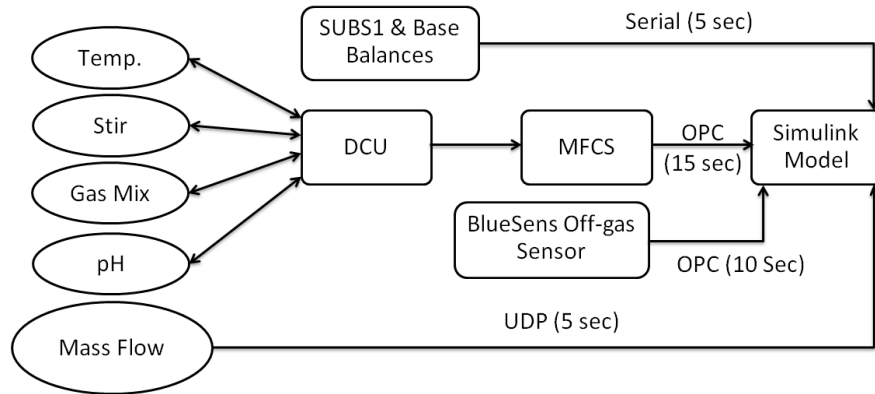 SUBS1 & Base
Balances
Serial (5 sec)
Temp.
Stir
Gas Mix
pH
Mass Flow
DCU
MFCS
OPC
(15 sec)
Simulink
Model
BlueSens Off-gas
Sensor
OPC (10 Sec)
UDP (5 sec)